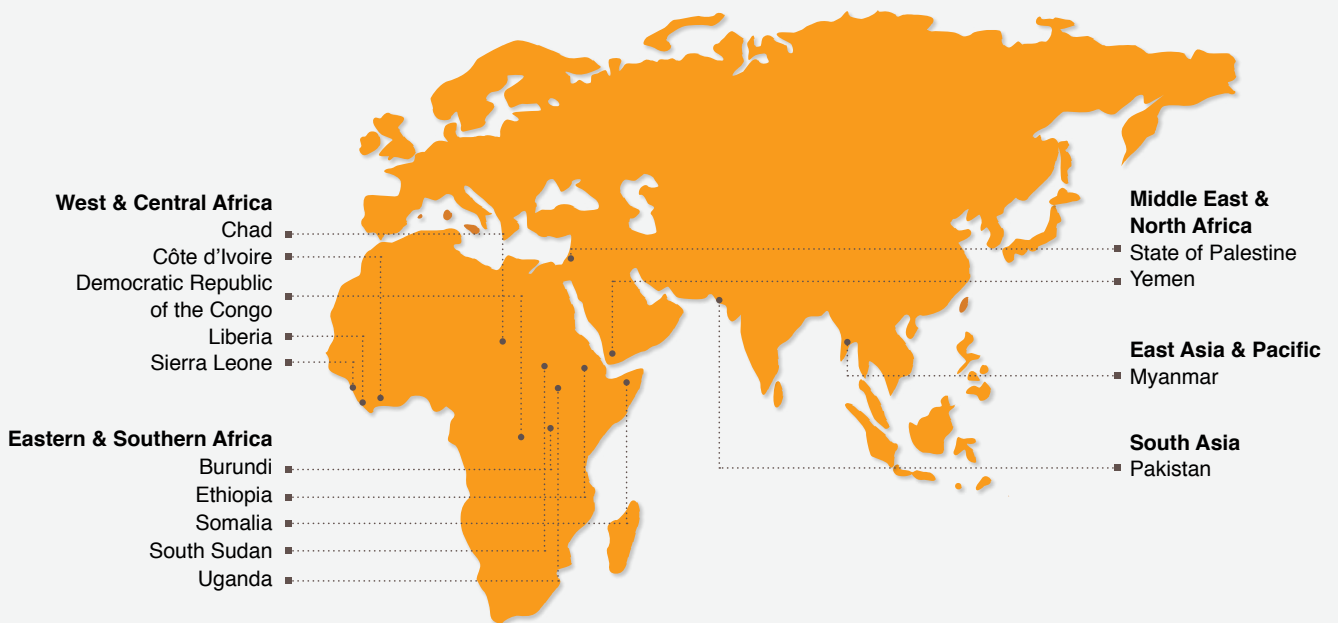 West & Central Africa
Chad
Côte d’Ivoire
Democratic Republic
of the Congo
Liberia
Sierra Leone
Eastern & Southern Africa
Burundi
Ethiopia
Somalia
South Sudan
Uganda
Middle East &
North Africa
State of Palestine
Yemen
East Asia & Pacific
Myanmar
South Asia
Pakistan